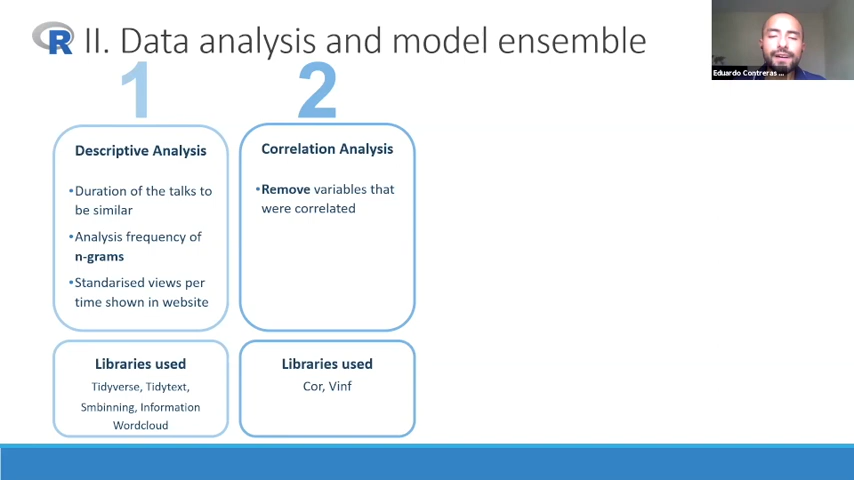 R II. Data analysis and model ensemble
Eduardo Contreras ...
1
2
Descriptive Analysis
•Duration of the talks to
be similar
•Analysis frequency of
n-grams
•Standarised views per
time shown in website
Correlation Analysis
•Remove variables that
were correlated
Libraries used
Tidyverse, Tidytext,
Smbinning, Information
Wordcloud
Libraries used
Cor, Vinf